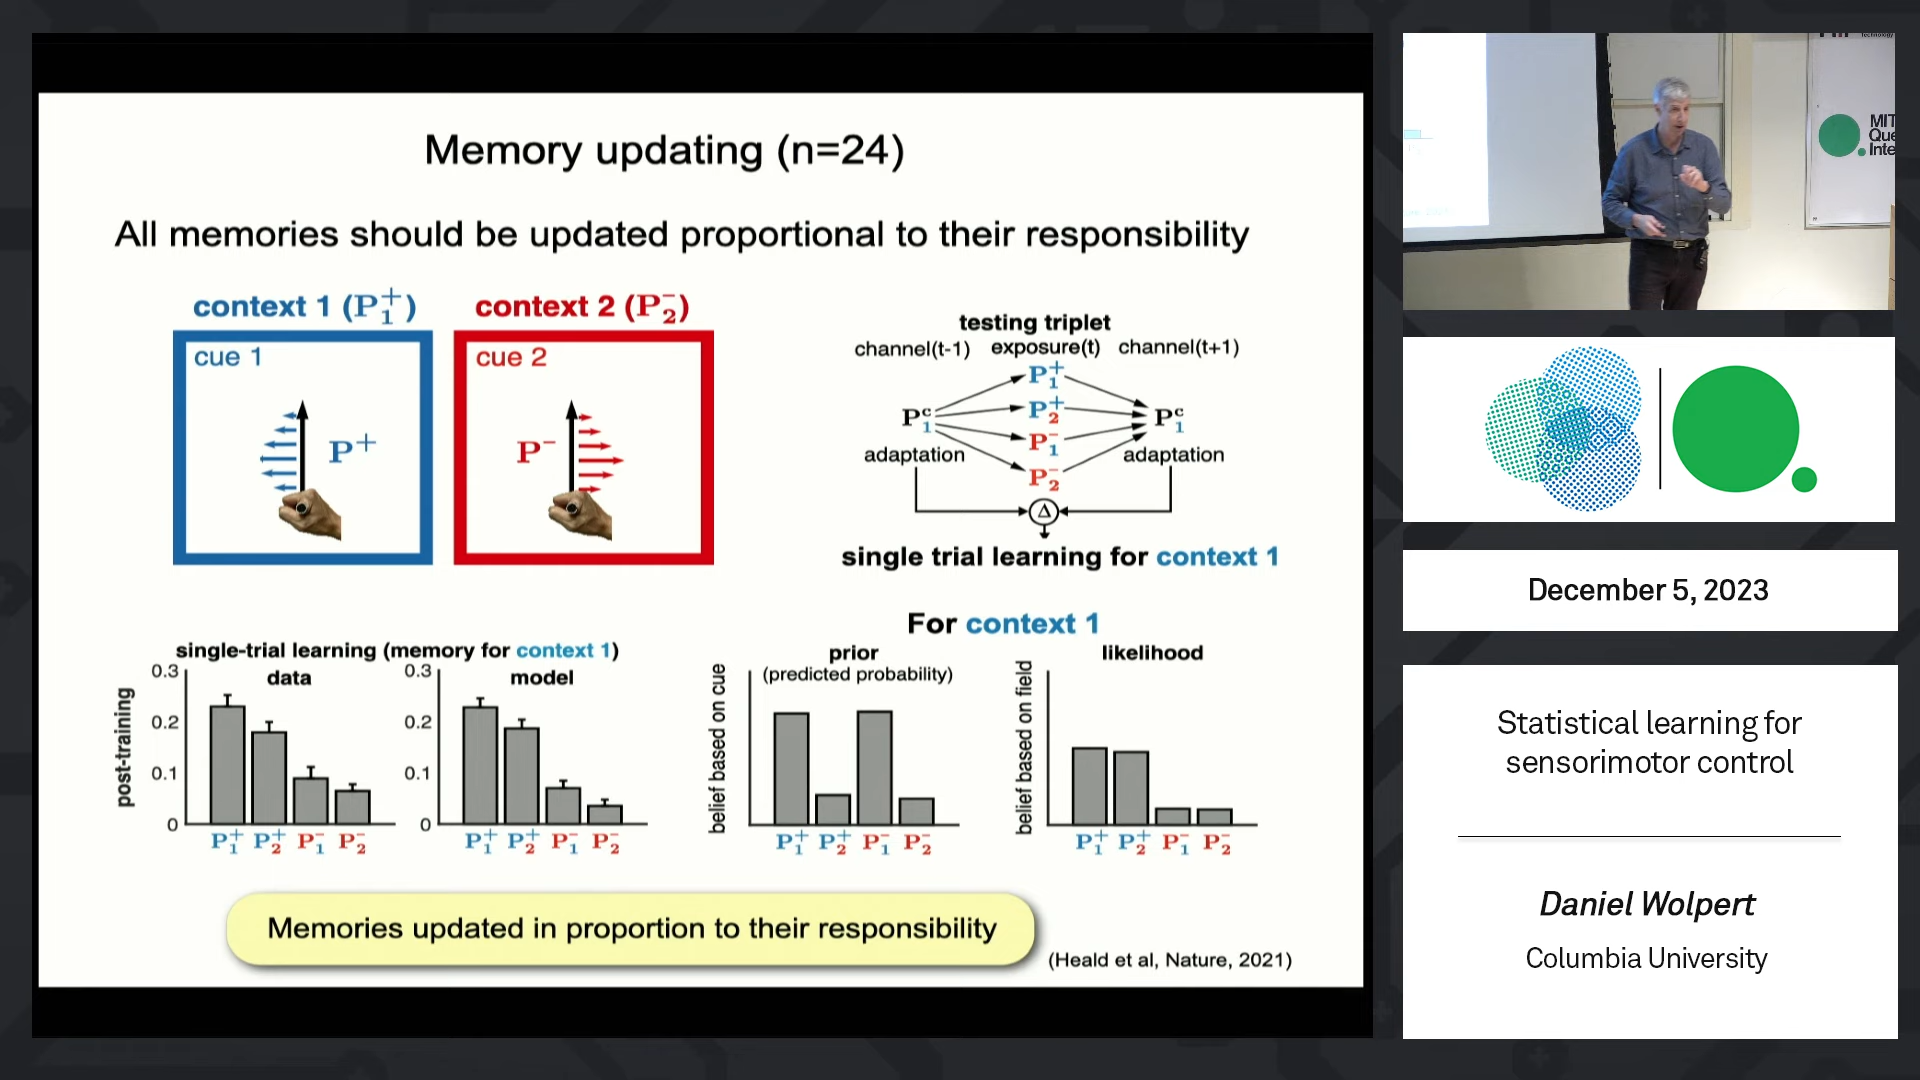 Memory updating (n=24)
All memories should be updated proportional to their responsibility
context 1 (P₁⁺)
context 2 (P₂⁻)
cue 1
cue 2
P⁺
P⁻
testing triplet
channel(t-1) exposure(t) channel(t+1)
P₁⁺
P₂⁺
P₁⁻
P₂⁻
P₁ᶜ
P₁ᶜ
adaptation
adaptation
Δ
single trial learning for context 1
single-trial learning (memory for context 1)
data
model
post-training
0.3
0.2
0.1
0
P₁⁺ P₂⁺ P₁⁻ P₂⁻
0.3
0.2
0.1
0
P₁⁺ P₂⁺ P₁⁻ P₂⁻
For context 1
prior
(predicted probability)
belief based on cue
P₁⁺ P₂⁺ P₁⁻ P₂⁻
likelihood
belief based on field
P₁⁺ P₂⁺ P₁⁻ P₂⁻
Memories updated in proportion to their responsibility
(Heald et al, Nature, 2021)
Technology
MIT
Que
Inte
December 5, 2023
Statistical learning for
sensorimotor control
Daniel Wolpert
Columbia University